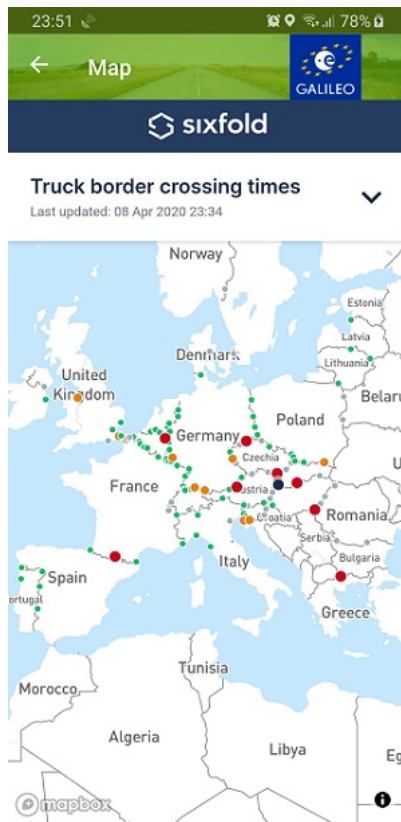 23:51 78%
Map
GALILEO
sıxfold
Truck border crossing times
Last updated: 08 Apr 2020 23:34
Norway
Estonia
Latvia
Denmark
Lithuania
United
Kingdom
Belaru
Poland
Germany
Czechia
U
France
Austria
Romania
Croatia
Serbia
Bulgaria
Italy
Spain
ortugal
Greece
Tunisia
Morocco
Algeria
Libya
Eg
mapbox